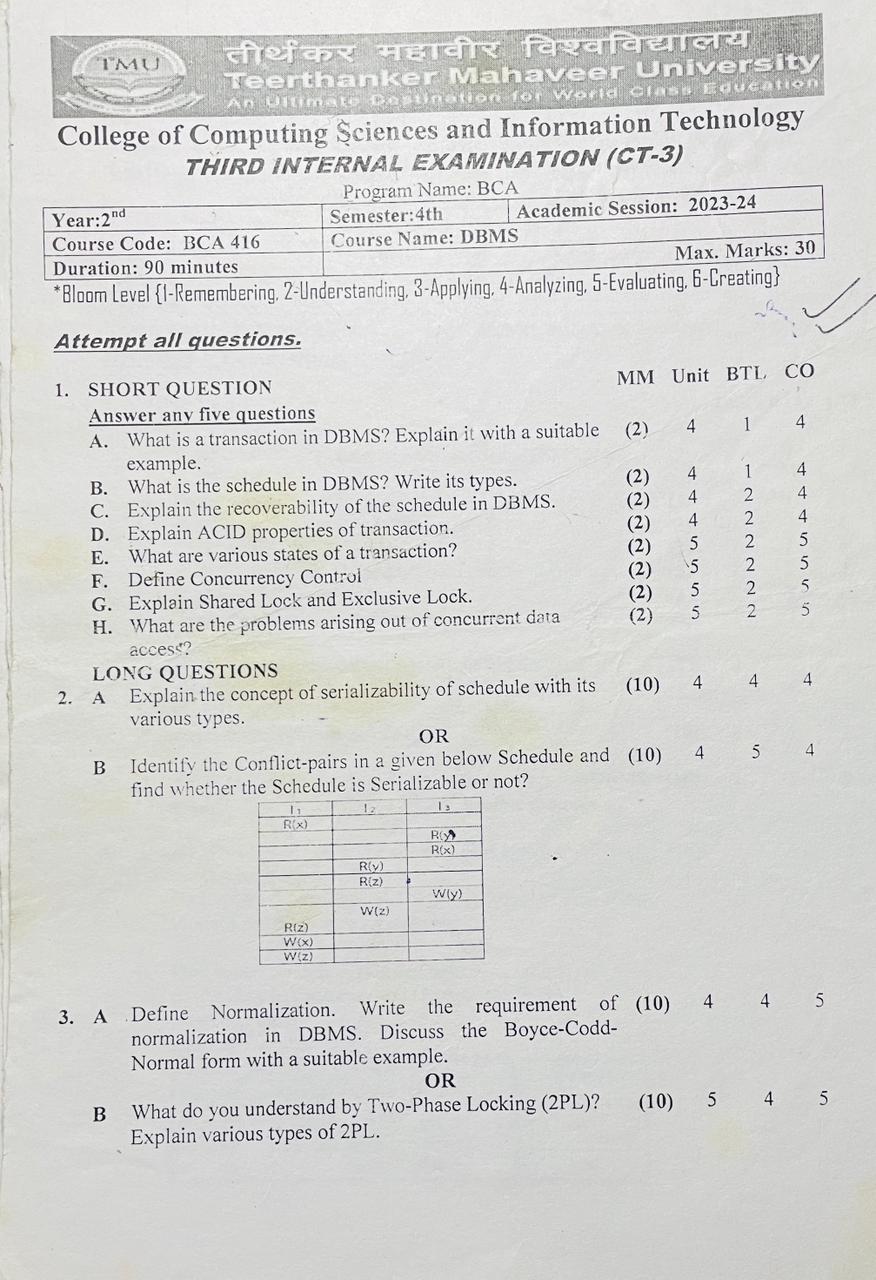 TMU
तीर्थंकर महावीर विश्वविद्यालय
Teerthanker Mahaveer University
An Ultimate Destination for World Class Education
College of Computing Sciences and Information Technology
THIRD INTERNAL EXAMINATION (CT-3)
Program Name: BCA
Year:2nd Semester:4th Academic Session: 2023-24
Course Code: BCA 416 Course Name: DBMS
Duration: 90 minutes Max. Marks: 30
*Bloom Level {1-Remembering, 2-Understanding, 3-Applying, 4-Analyzing, 5-Evaluating, 6-Creating}
Attempt all questions.
1. SHORT QUESTION MM Unit BTL CO
Answer any five questions
A. What is a transaction in DBMS? Explain it with a suitable (2) 4 1 4
example.
B. What is the schedule in DBMS? Write its types. (2) 4 1 4
C. Explain the recoverability of the schedule in DBMS. (2) 4 2 4
D. Explain ACID properties of transaction. (2) 4 2 4
E. What are various states of a transaction? (2) 5 2 5
F. Define Concurrency Control (2) 5 2 5
G. Explain Shared Lock and Exclusive Lock. (2) 5 2 5
H. What are the problems arising out of concurrent data (2) 5 2 5
access?
LONG QUESTIONS
2. A Explain the concept of serializability of schedule with its (10) 4 4 4
various types.
OR
B Identify the Conflict-pairs in a given below Schedule and (10) 4 5 4
find whether the Schedule is Serializable or not?
T1 T2 T3
R(x)
R(y)
R(x)
R(y)
R(z)
W(y)
W(z)
R(z)
W(x)
W(z)
3. A Define Normalization. Write the requirement of (10) 4 4 5
normalization in DBMS. Discuss the Boyce-Codd-
Normal form with a suitable example.
OR
B What do you understand by Two-Phase Locking (2PL)? (10) 5 4 5
Explain various types of 2PL.